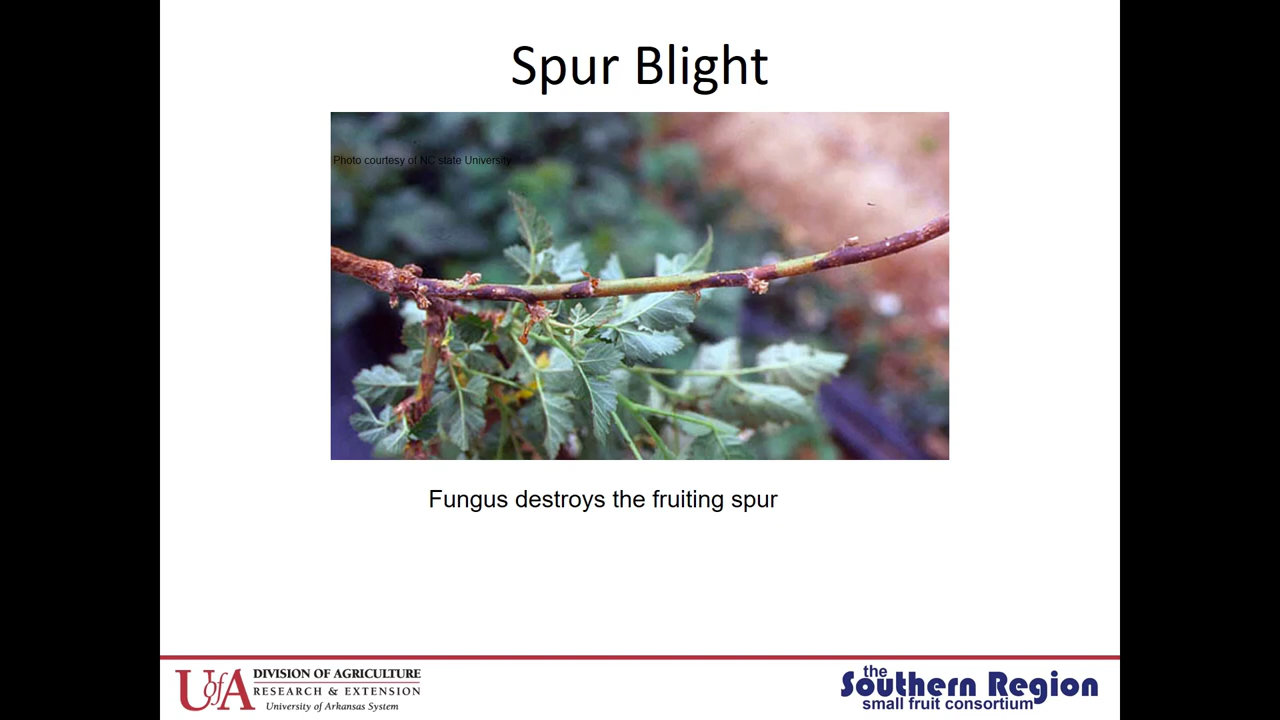 Spur Blight
Photo courtesy of NC state University
Fungus destroys the fruiting spur
UofA
DIVISION OF AGRICULTURE
RESEARCH & EXTENSION
University of Arkansas System
the
Southern Region
small fruit consortium